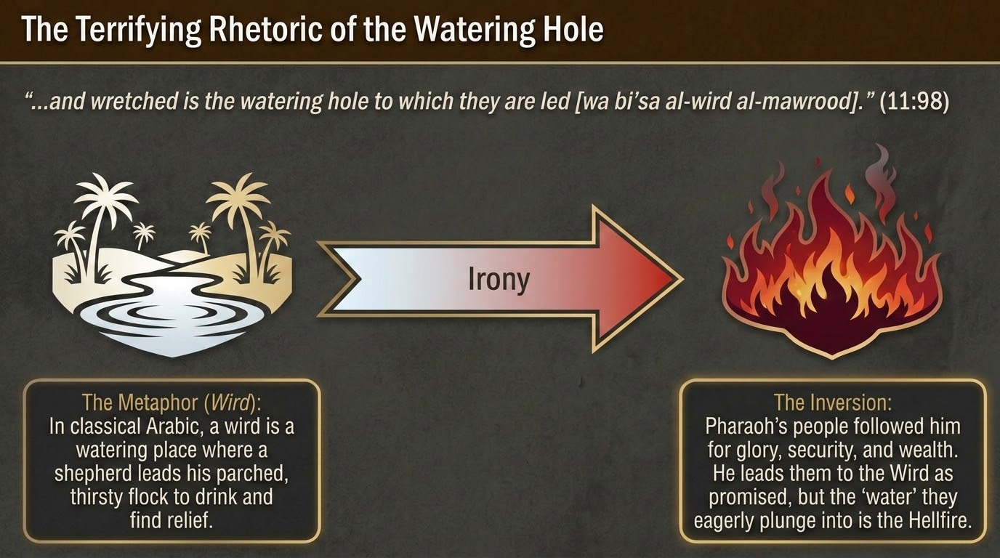 The Terrifying Rhetoric of the Watering Hole
“...and wretched is the watering hole to which they are led [wa bi’sa al-wird al-mawrood].” (11:98)
Irony
The Metaphor (Wird):
In classical Arabic, a wird is a
watering place where a
shepherd leads his parched,
thirsty flock to drink and
find relief.
The Inversion:
Pharaoh’s people followed him
for glory, security, and wealth.
He leads them to the Wird as
promised, but the ‘water’ they
eagerly plunge into is the Hellfire.